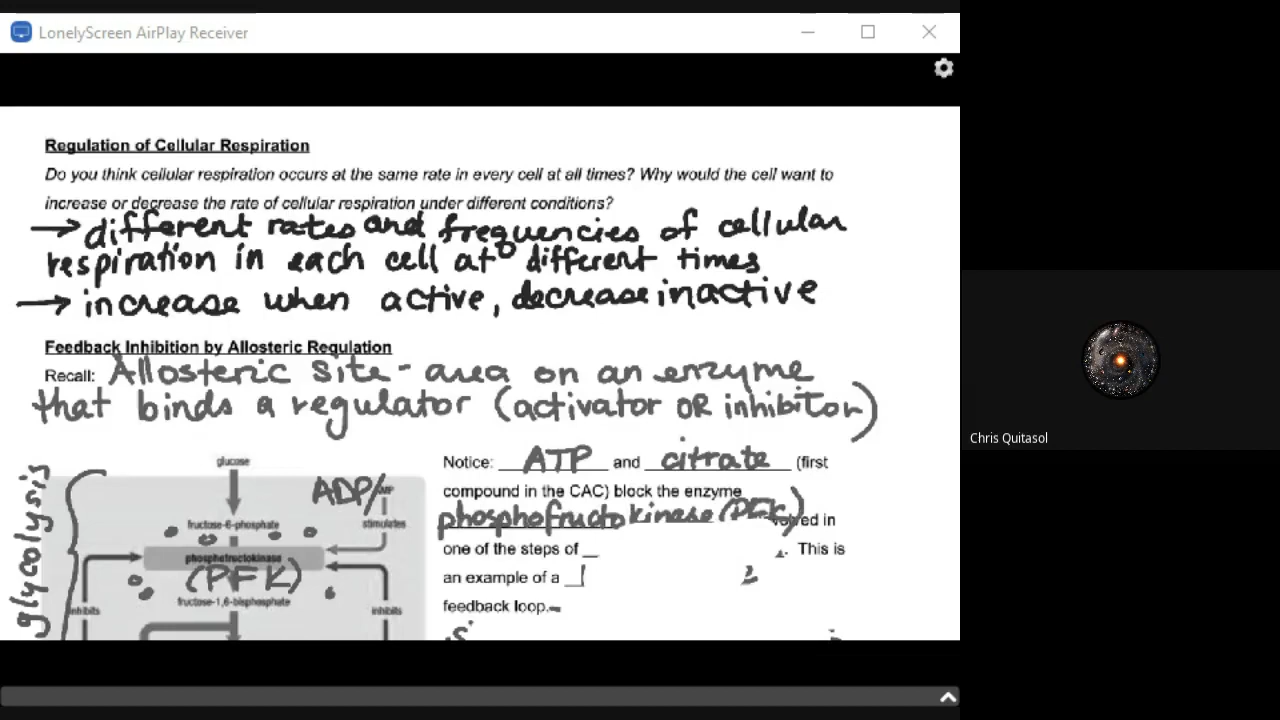 LonelyScreen AirPlay Receiver
Regulation of Cellular Respiration
Do you think cellular respiration occurs at the same rate in every cell at all times? Why would the cell want to
increase or decrease the rate of cellular respiration under different conditions?
→ different rates and frequencies of cellular
respiration in each cell at different times
→ increase when active, decrease inactive
Feedback Inhibition by Allosteric Regulation
Recall: Allosteric Site - area on an enzyme
that binds a regulator (activator OR inhibitor)
glycolysis
glucose
ADP/
fructose-6-phosphate
stimulates
phosphofructokinase
(PFK)
fructose-1,6-bisphosphate
inhibits
inhibits
Notice: ATP and citrate (first
compound in the CAC) block the enzyme
phosphofructokinase (PFK) in
one of the steps of __ . This is
an example of a __
feedback loop.
Chris Quitasol